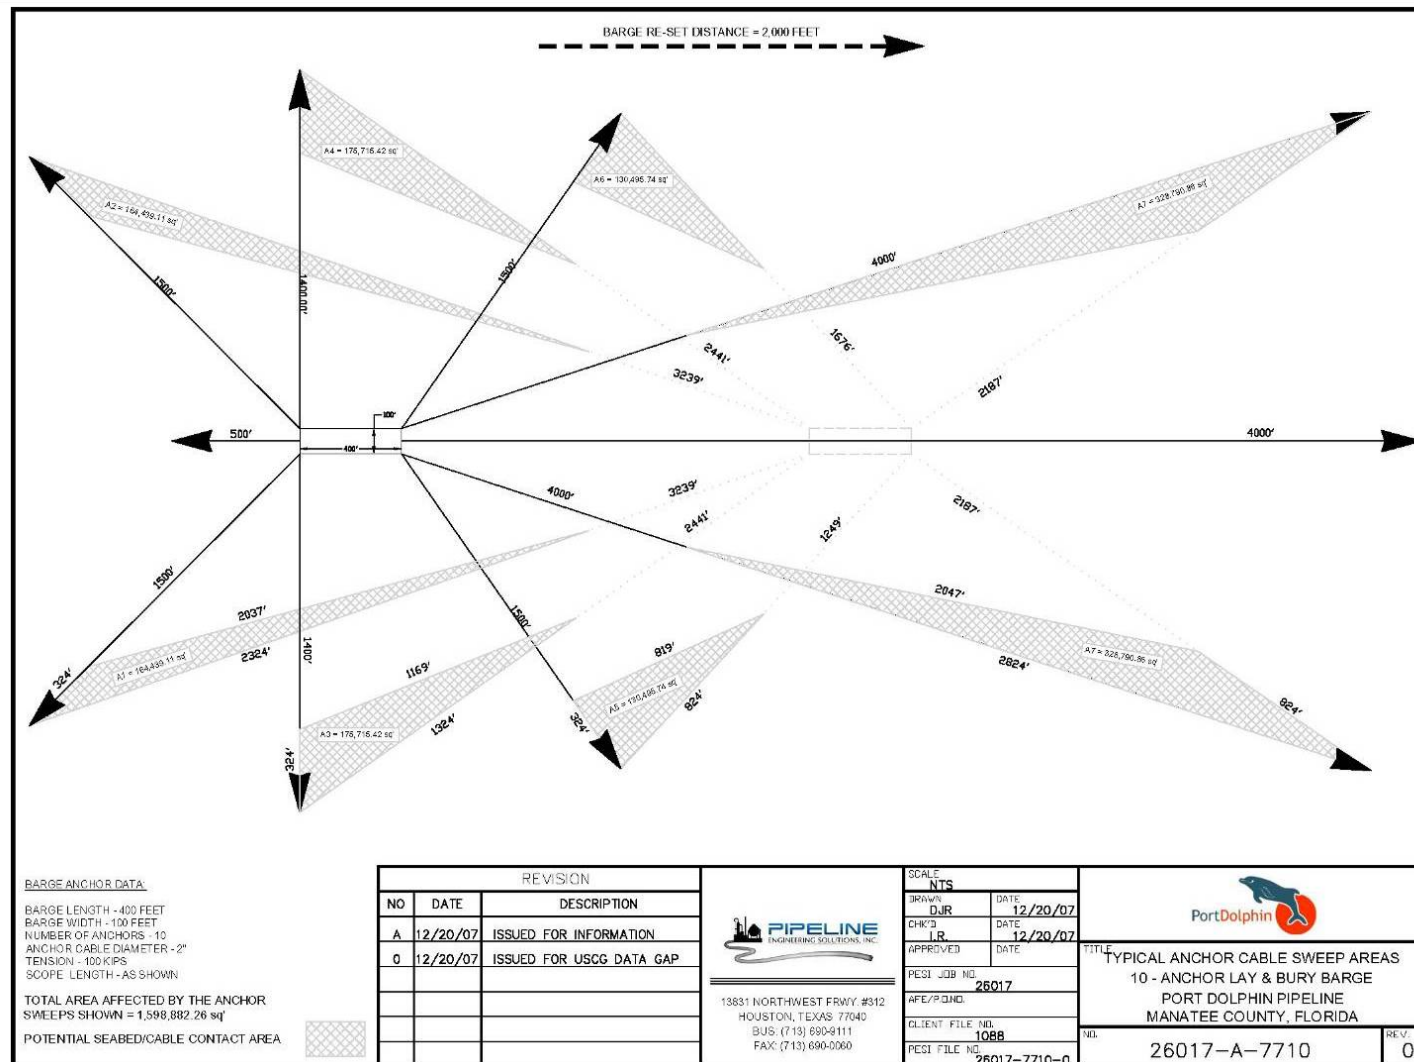 BARGE RE-SET DISTANCE = 2,000 FEET
A4 = 175,715.42 sq'
A6 = 130,495.74 sq'
A2 = 164,439.11 sq'
A7 = 328,790.86 sq'
4000'
1500'
1400.00'
1500'
1676'
2441'
3239'
2187'
100'
500'
400'
4000'
4000'
3239'
2441'
1249'
2187'
1500'
2037'
2324'
1400'
1500'
2047'
2824'
819'
824'
A7 = 328,790.86 sq'
324'
A1 = 164,439.11 sq'
1169'
1324'
A5 = 130,495.74 sq'
324'
824'
A3 = 175,715.42 sq'
324'
BARGE ANCHOR DATA:
BARGE LENGTH - 400 FEET
BARGE WIDTH - 100 FEET
NUMBER OF ANCHORS - 10
ANCHOR CABLE DIAMETER - 2"
TENSION - 100 KIPS
SCOPE LENGTH - AS SHOWN
TOTAL AREA AFFECTED BY THE ANCHOR
SWEEPS SHOWN = 1,598,882.26 sq'
POTENTIAL SEABED/CABLE CONTACT AREA
REVISION
NO DATE DESCRIPTION
A 12/20/07 ISSUED FOR INFORMATION
0 12/20/07 ISSUED FOR USCG DATA GAP
PIPELINE
ENGINEERING SOLUTIONS, INC.
13831 NORTHWEST FRWY. #312
HOUSTON, TEXAS 77040
BUS: (713) 690-9111
FAX: (713) 690-0060
SCALE NTS
DRAWN DJR DATE 12/20/07
CHK'D I.R. DATE 12/20/07
APPROVED DATE
PESI JOB NO. 26017
AFE/P.O.NO.
CLIENT FILE NO. 1088
PESI FILE NO. 26017-7710-0
PortDolphin
TITLE TYPICAL ANCHOR CABLE SWEEP AREAS
10 - ANCHOR LAY & BURY BARGE
PORT DOLPHIN PIPELINE
MANATEE COUNTY, FLORIDA
NO. 26017-A-7710 REV. 0